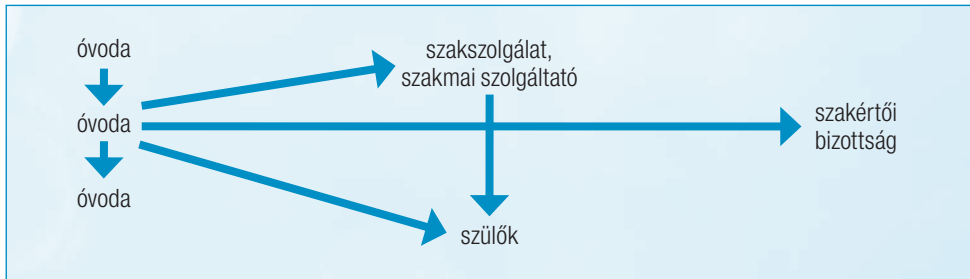 óvoda
óvoda
óvoda
szakszolgálat,
szakmai szolgáltató
szülők
szakértői
bizottság